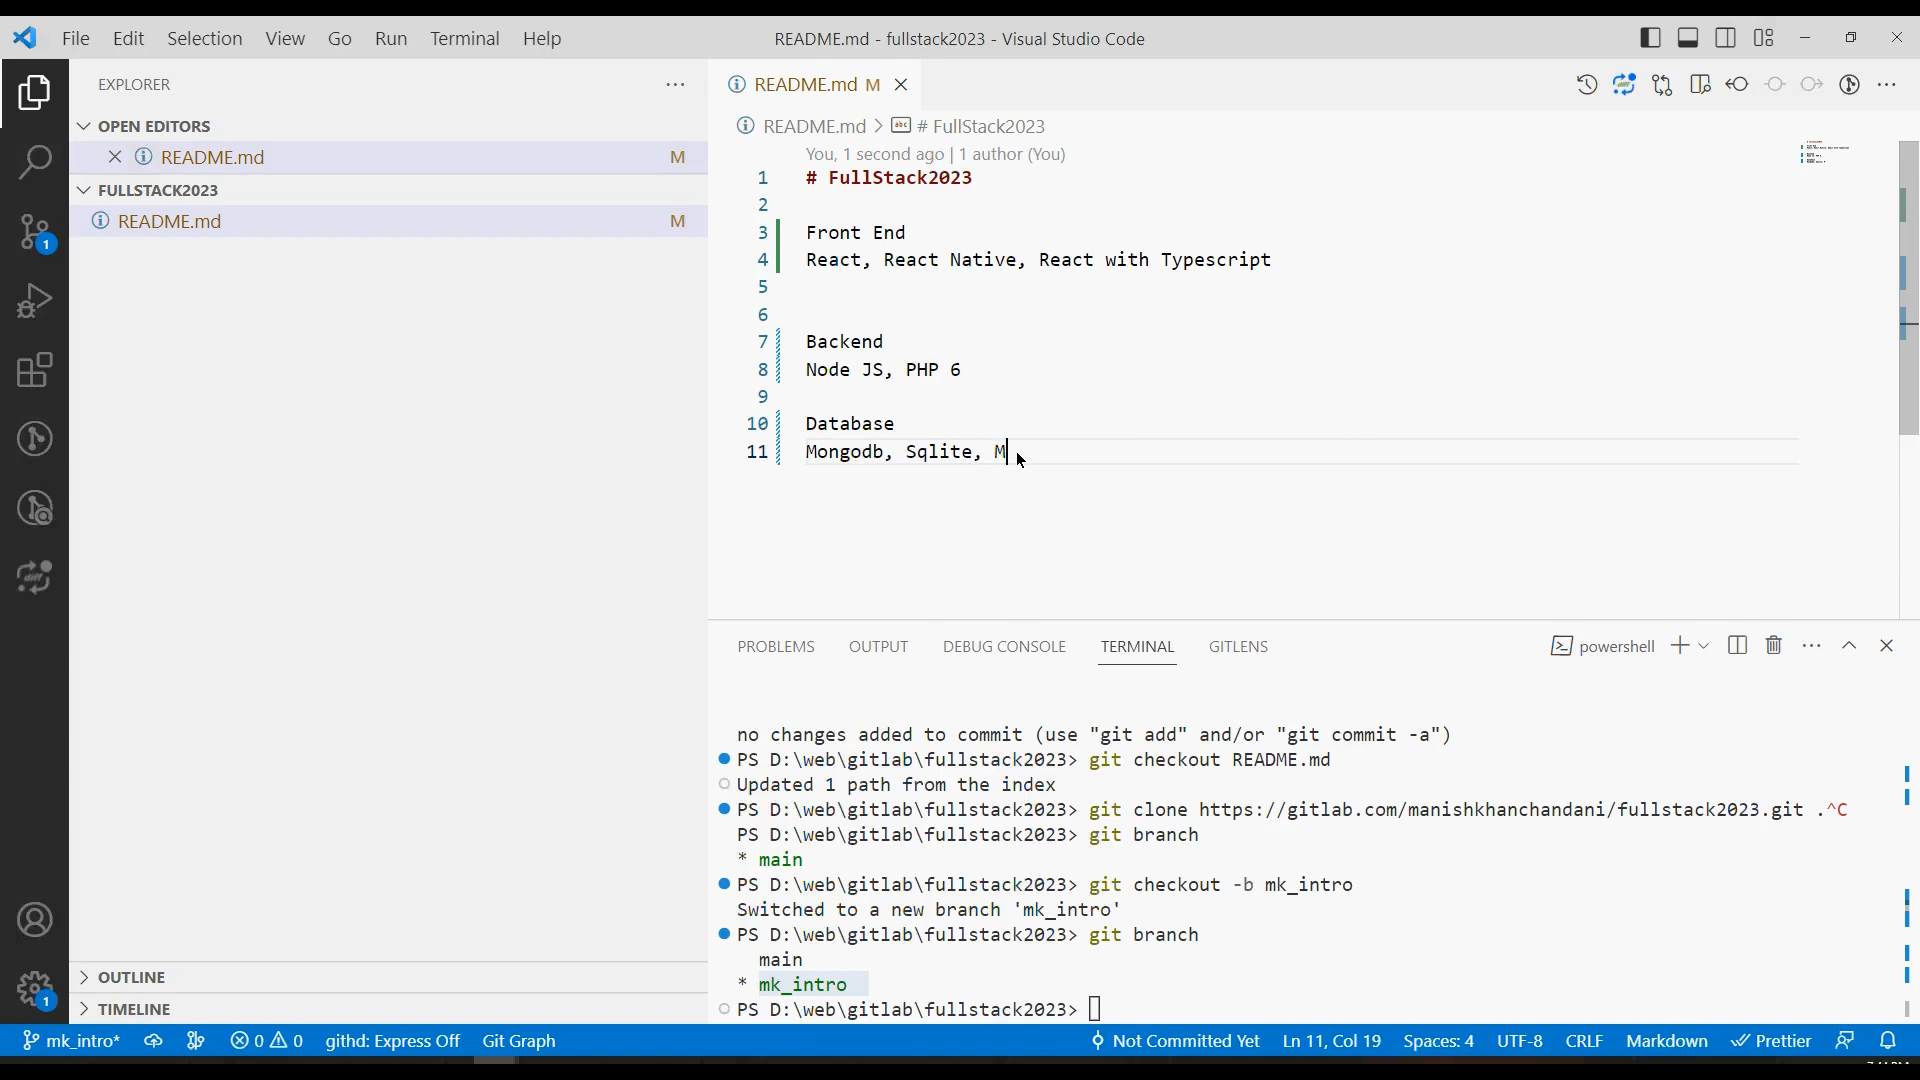 File Edit Selection View Go Run Terminal Help README.md - fullstack2023 - Visual Studio Code
EXPLORER
OPEN EDITORS
README.md M
FULLSTACK2023
README.md M
OUTLINE
TIMELINE
README.md M
README.md > # FullStack2023
You, 1 second ago | 1 author (You)
1 # FullStack2023
2
3 Front End
4 React, React Native, React with Typescript
5
6
7 Backend
8 Node JS, PHP 6
9
10 Database
11 Mongodb, Sqlite, M
PROBLEMS OUTPUT DEBUG CONSOLE TERMINAL GITLENS powershell
no changes added to commit (use "git add" and/or "git commit -a")
PS D:\web\gitlab\fullstack2023> git checkout README.md
Updated 1 path from the index
PS D:\web\gitlab\fullstack2023> git clone https://gitlab.com/manishkhanchandani/fullstack2023.git .^C
PS D:\web\gitlab\fullstack2023> git branch
* main
PS D:\web\gitlab\fullstack2023> git checkout -b mk_intro
Switched to a new branch 'mk_intro'
PS D:\web\gitlab\fullstack2023> git branch
main
* mk_intro
PS D:\web\gitlab\fullstack2023>
1
1
mk_intro* 0 0 githd: Express Off Git Graph Not Committed Yet Ln 11, Col 19 Spaces: 4 UTF-8 CRLF Markdown Prettier